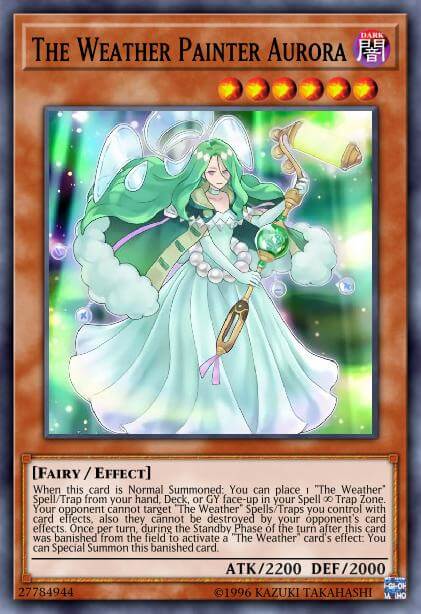 THE WEATHER PAINTER AURORA
DARK
闇
[FAIRY / EFFECT]
When this card is Normal Summoned: You can place 1 "The Weather"
Spell/Trap from your hand, Deck, or GY face-up in your Spell ∞ Trap Zone.
Your opponent cannot target "The Weather" Spells/Traps you control with
card effects, also they cannot be destroyed by your opponent's card
effects. Once per turn, during the Standby Phase of the turn after this card
was banished from the field to activate a "The Weather" card's effect: You
can Special Summon this banished card.
ATK/2200 DEF/2000
27784944
©1996 KAZUKI TAKAHASHI